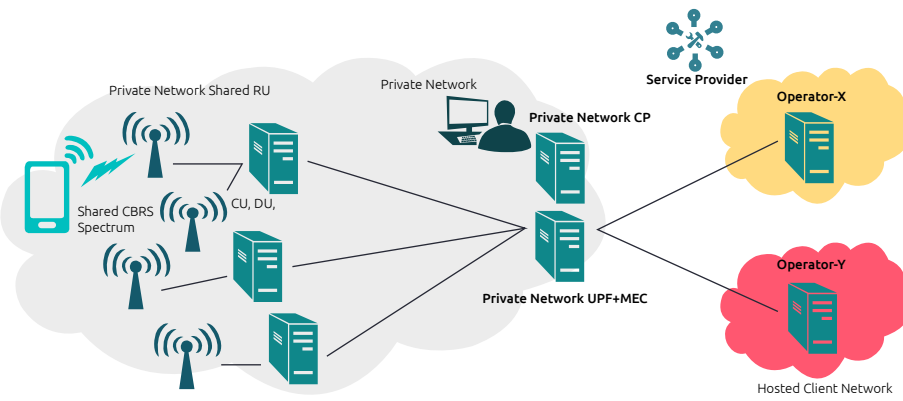 Service Provider
Private Network
Private Network Shared RU
Operator-X
Private Network CP
CU, DU,
Shared CBRS
Spectrum
Operator-Y
Private Network UPF+MEC
Hosted Client Network